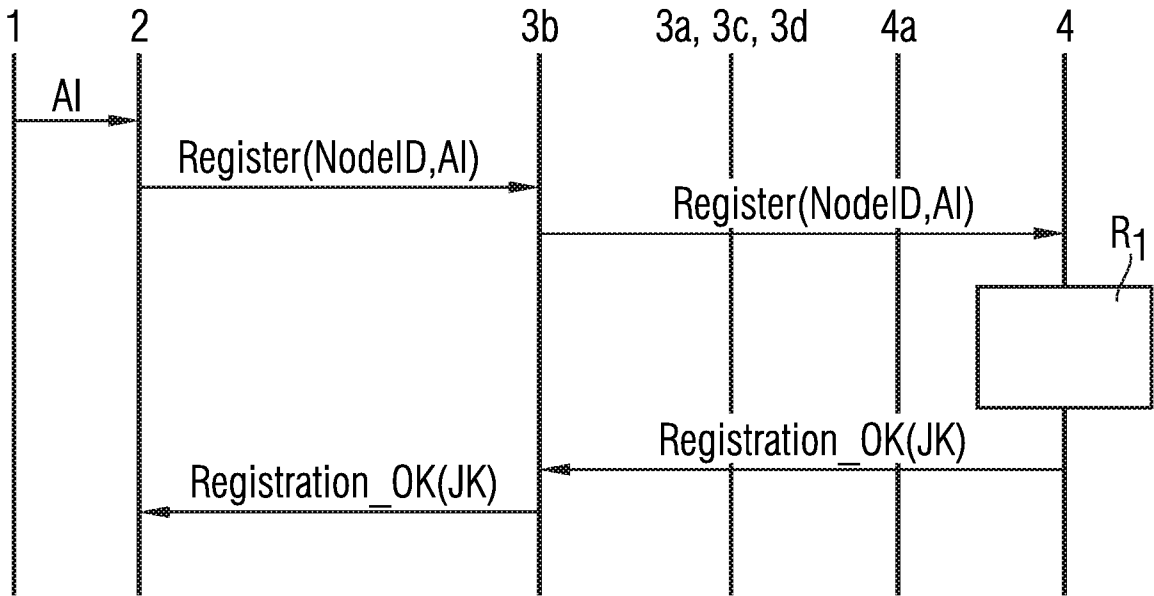 1 2 3b 3a, 3c, 3d 4a 4
AI
Register(NodeID,AI)
Register(NodeID,AI)
R1
Registration_OK(JK)
Registration_OK(JK)